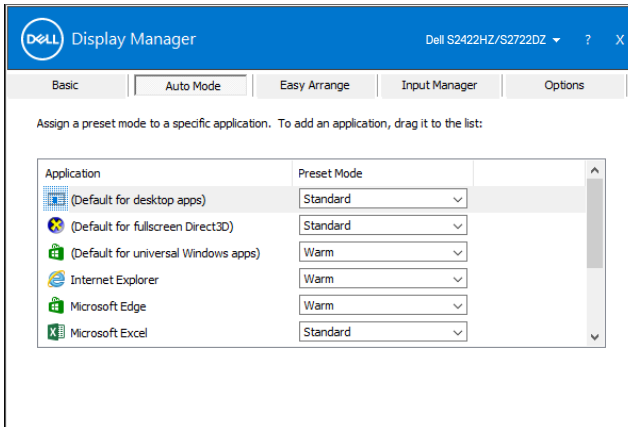 DELL Display Manager Dell S2422HZ/S2722DZ ? X
Basic Auto Mode Easy Arrange Input Manager Options
Assign a preset mode to a specific application. To add an application, drag it to the list:
Application Preset Mode
(Default for desktop apps) Standard
(Default for fullscreen Direct3D) Standard
(Default for universal Windows apps) Warm
Internet Explorer Warm
Microsoft Edge Warm
Microsoft Excel Standard